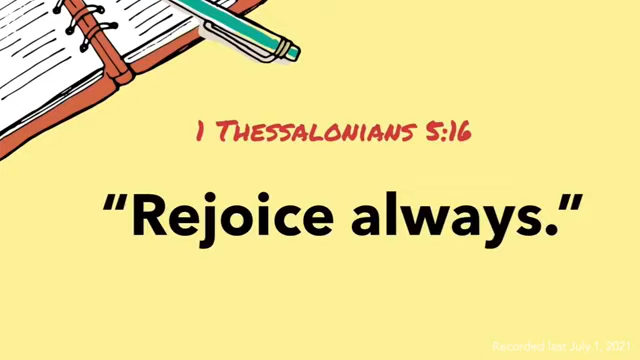 1 Thessalonians 5:16
“Rejoice always.”
Recorded last July 1, 2021